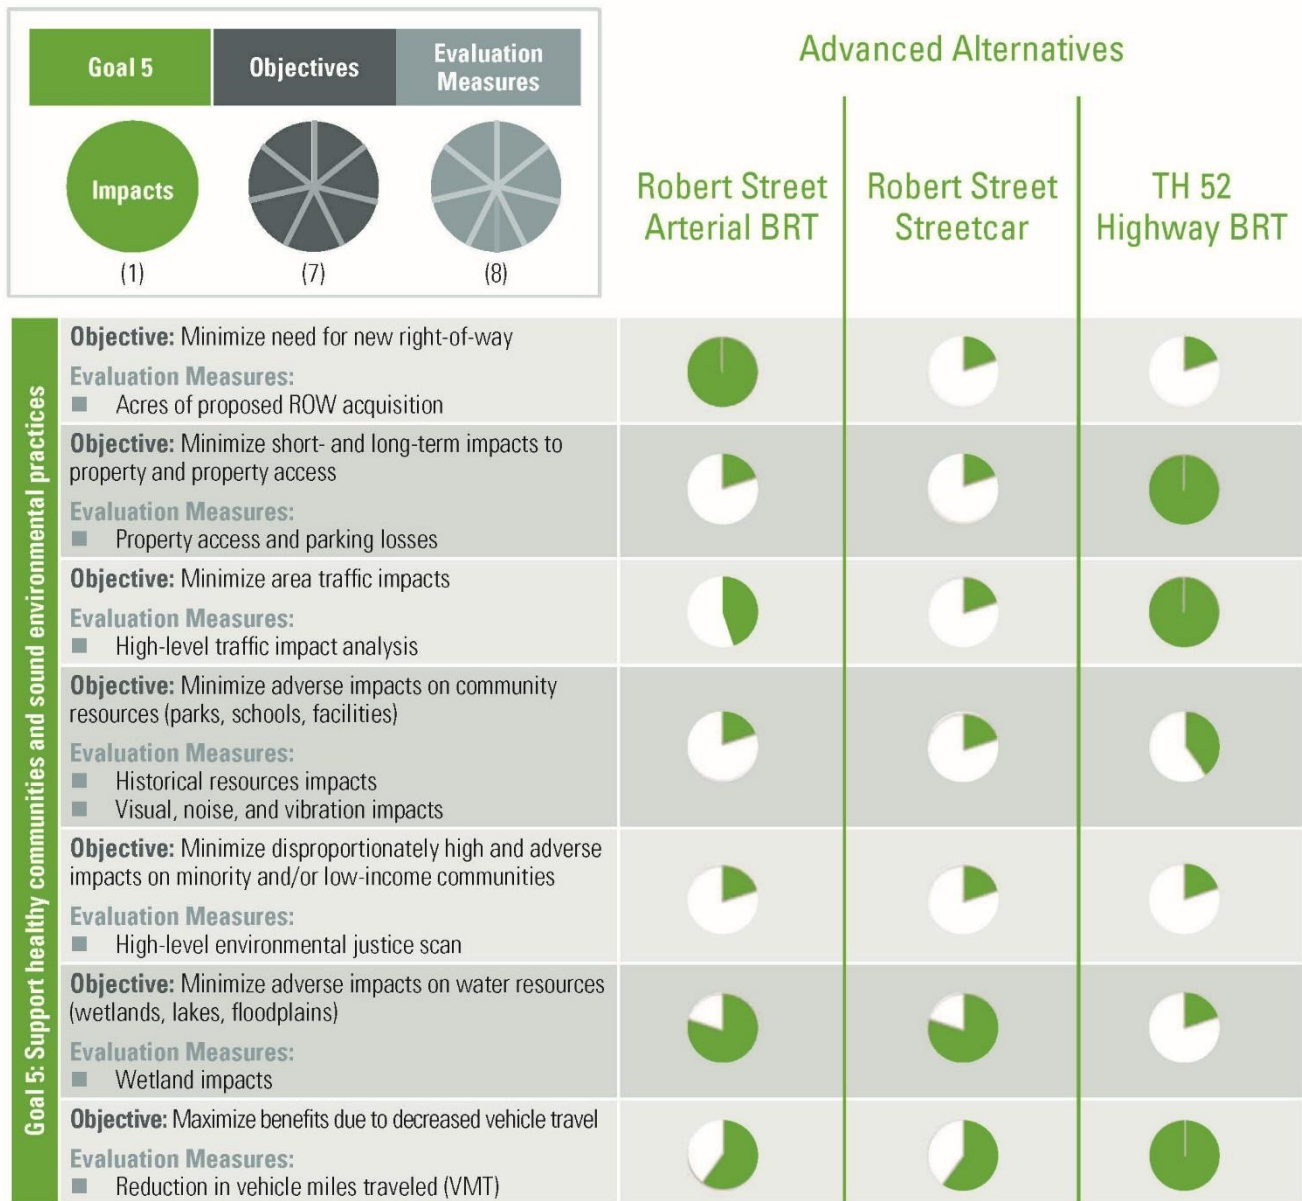 Goal 5
Objectives
Evaluation
Measures
Impacts
(1)
(7)
(8)
Advanced Alternatives
Robert Street
Arterial BRT
Robert Street
Streetcar
TH 52
Highway BRT
Goal 5: Support healthy communities and sound environmental practices
Objective: Minimize need for new right-of-way
Evaluation Measures:
Acres of proposed ROW acquisition
Objective: Minimize short- and long-term impacts to
property and property access
Evaluation Measures:
Property access and parking losses
Objective: Minimize area traffic impacts
Evaluation Measures:
High-level traffic impact analysis
Objective: Minimize adverse impacts on community
resources (parks, schools, facilities)
Evaluation Measures:
Historical resources impacts
Visual, noise, and vibration impacts
Objective: Minimize disproportionately high and adverse
impacts on minority and/or low-income communities
Evaluation Measures:
High-level environmental justice scan
Objective: Minimize adverse impacts on water resources
(wetlands, lakes, floodplains)
Evaluation Measures:
Wetland impacts
Objective: Maximize benefits due to decreased vehicle travel
Evaluation Measures:
Reduction in vehicle miles traveled (VMT)